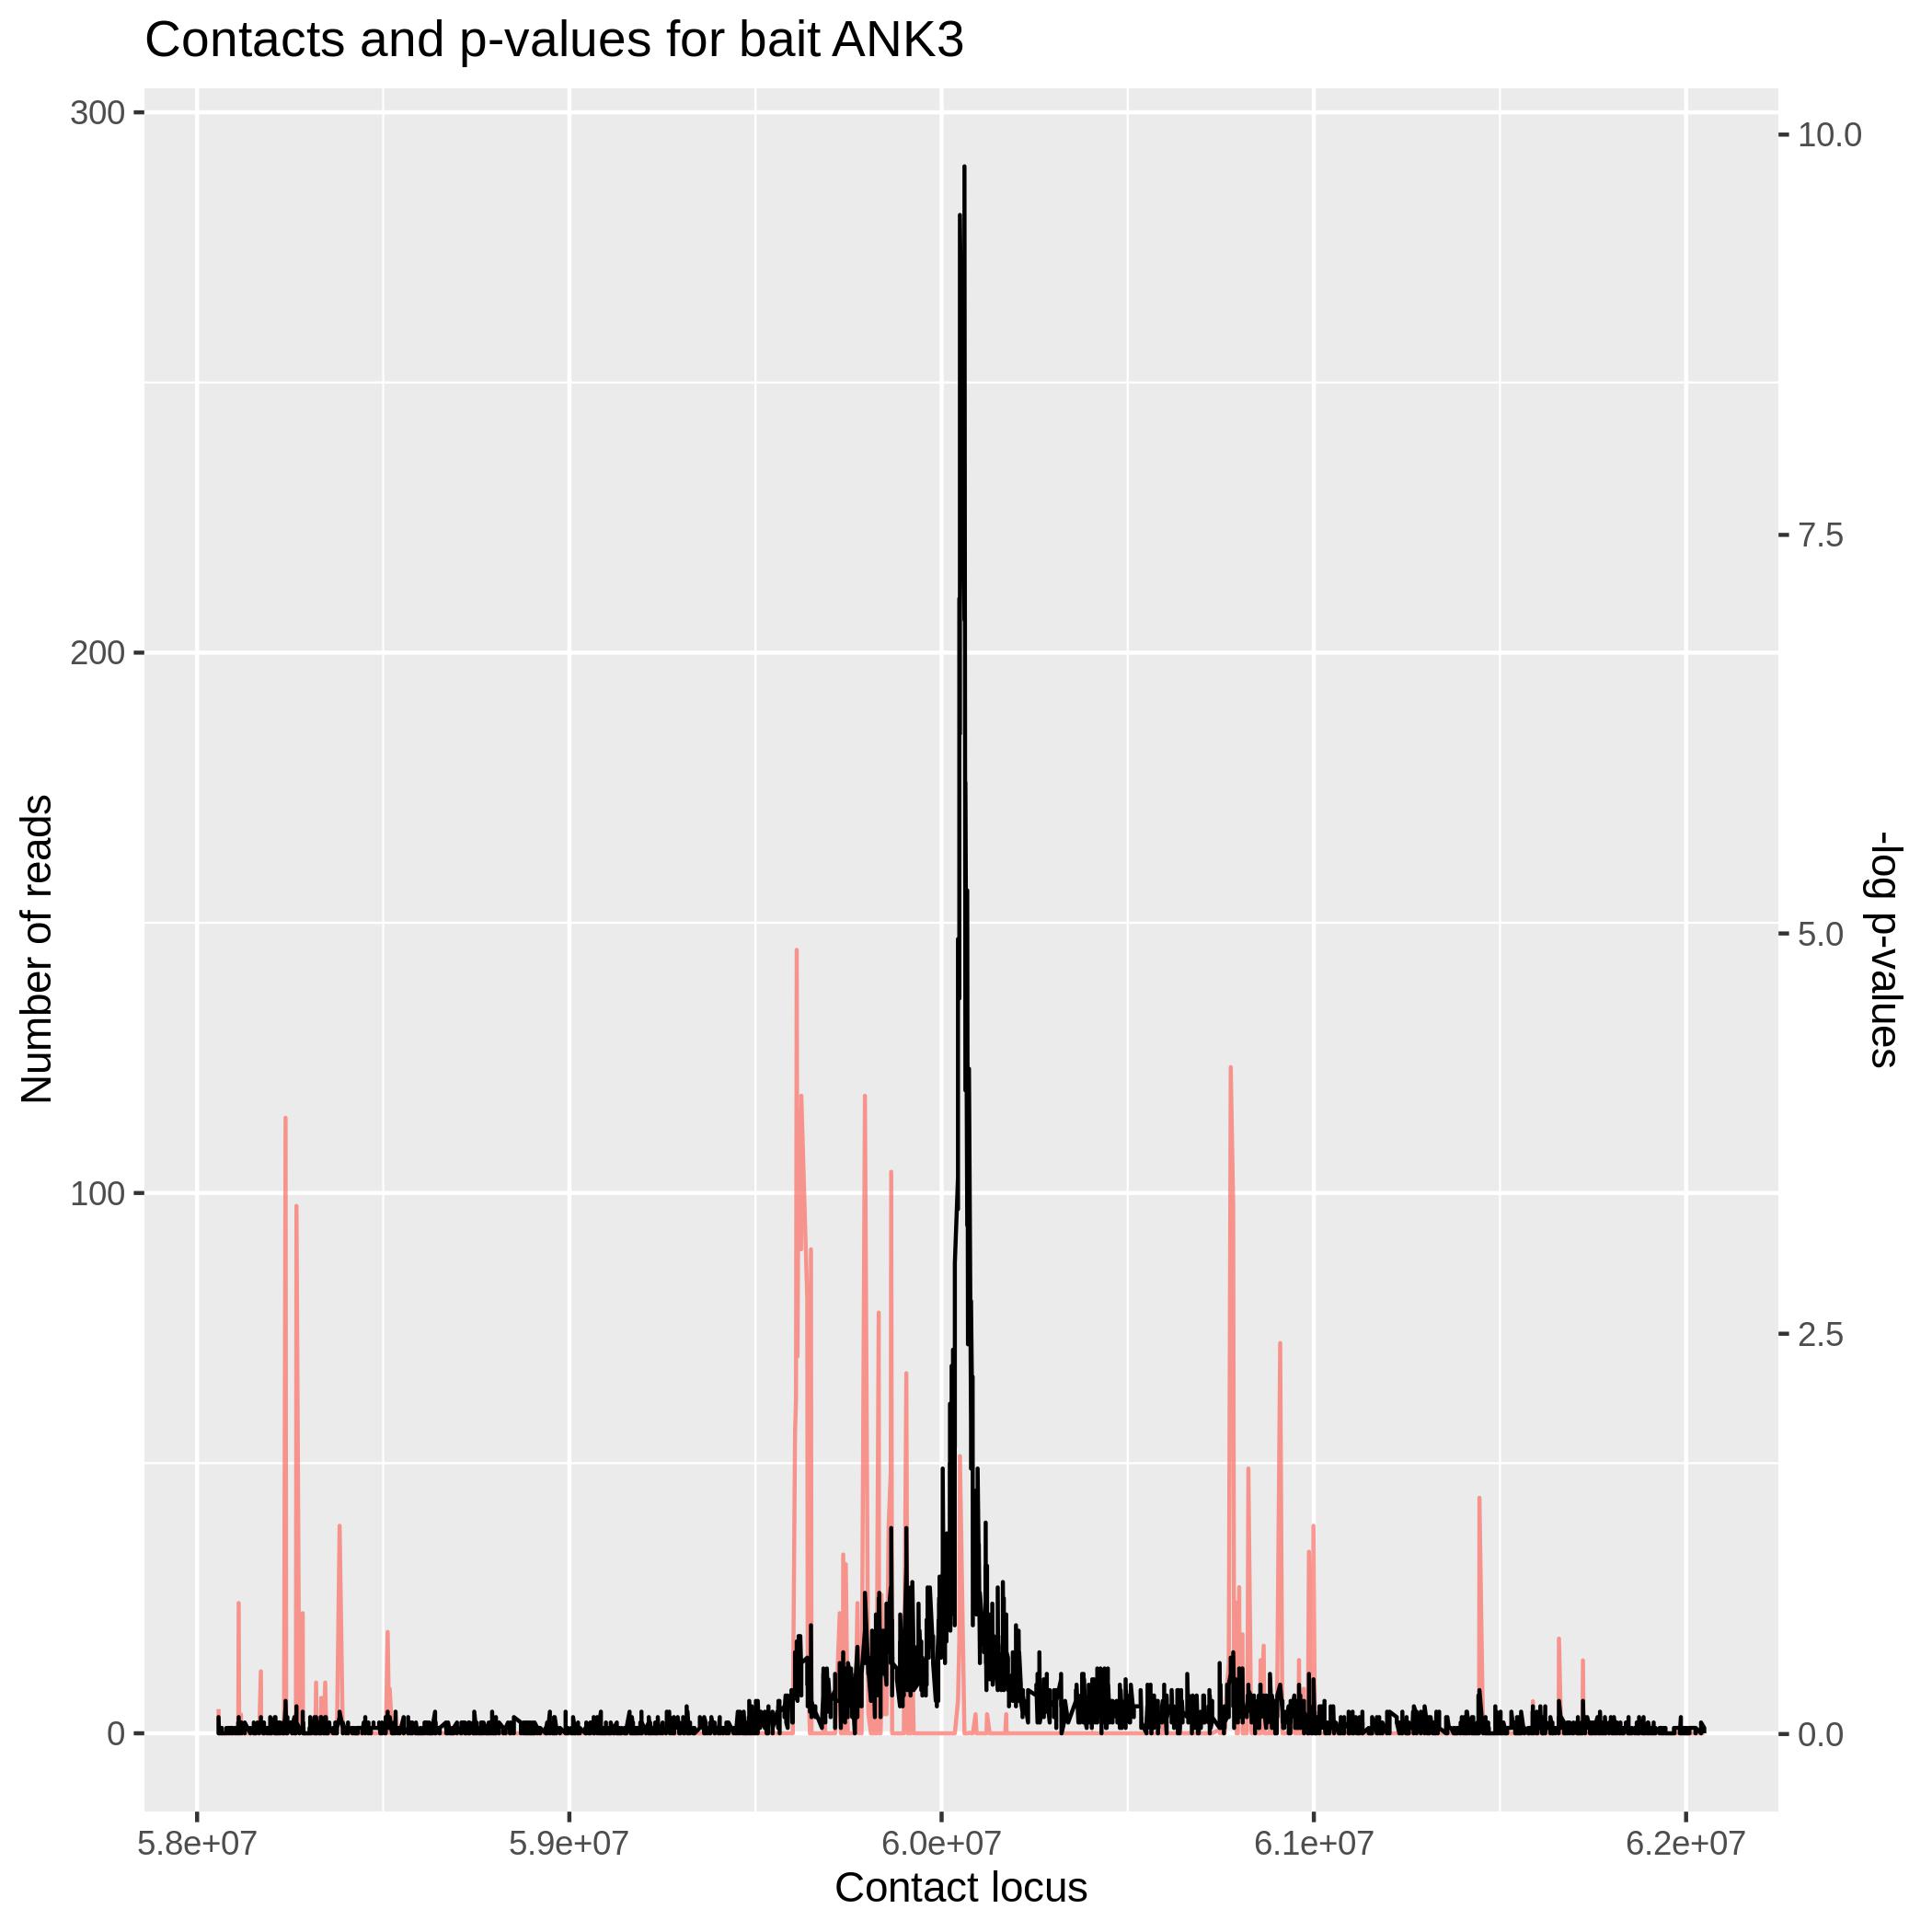 Contacts and p-values for bait ANK3
300
200
100
0
Number of reads
10.0
7.5
5.0
2.5
0.0
-log p-values
5.8e+07
5.9e+07
6.0e+07
6.1e+07
6.2e+07
Contact locus